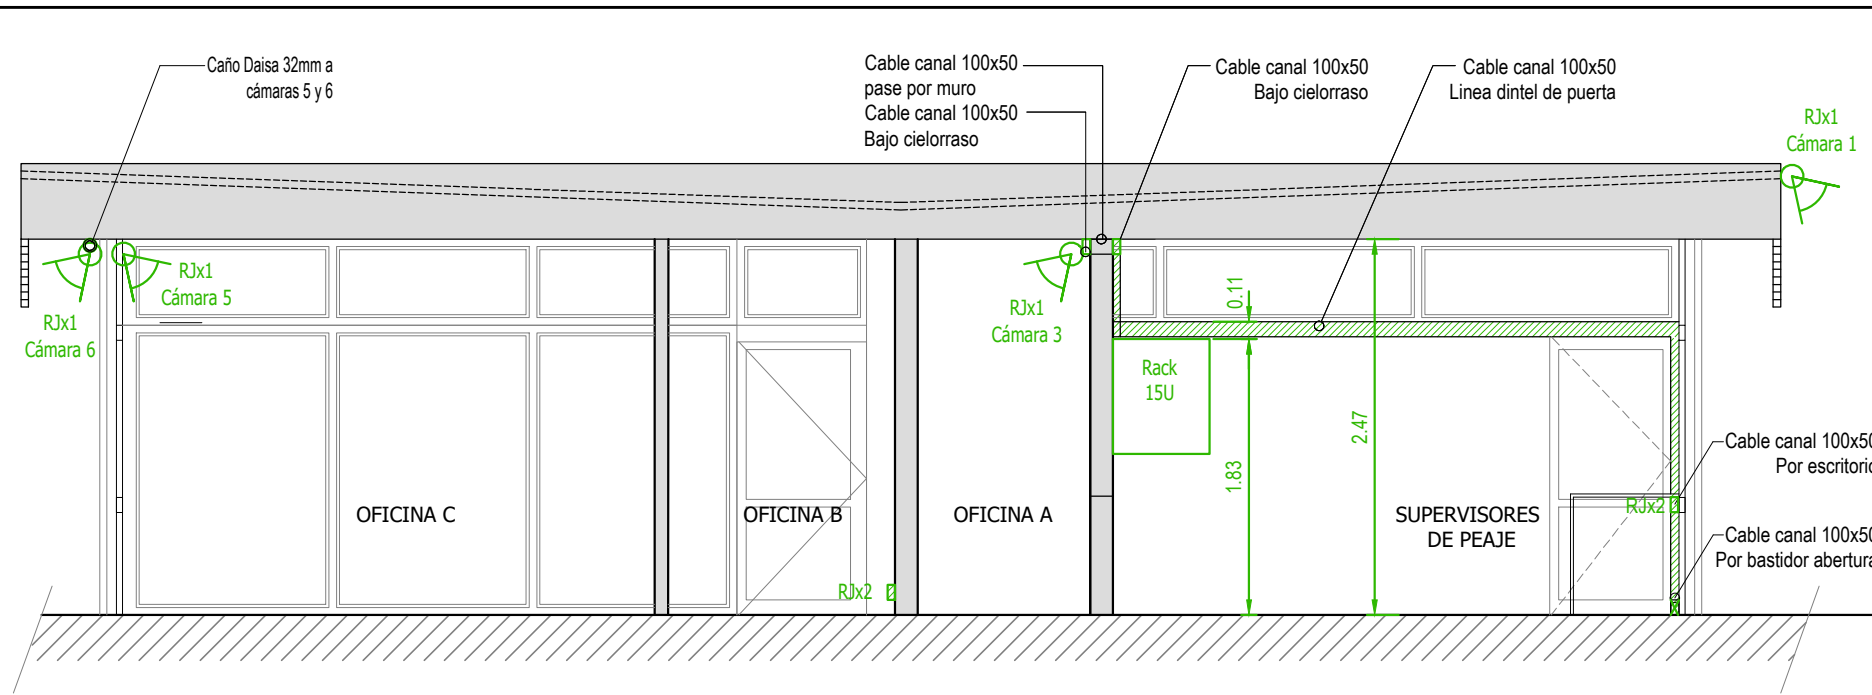 Caño Daisa 32mm a
cámaras 5 y 6
Cable canal 100x50
pase por muro
Cable canal 100x50
Bajo cielorraso
Cable canal 100x50
Bajo cielorraso
Cable canal 100x50
Linea dintel de puerta
RJx1
Cámara 1
RJx1
Cámara 5
RJx1
Cámara 6
RJx1
Cámara 3
0.11
Rack
15U
2.47
1.83
Cable canal 100x50
Por escritorio
OFICINA C
OFICINA B
OFICINA A
SUPERVISORES
DE PEAJE
RJx2
Cable canal 100x50
Por bastidor abertura
RJx2